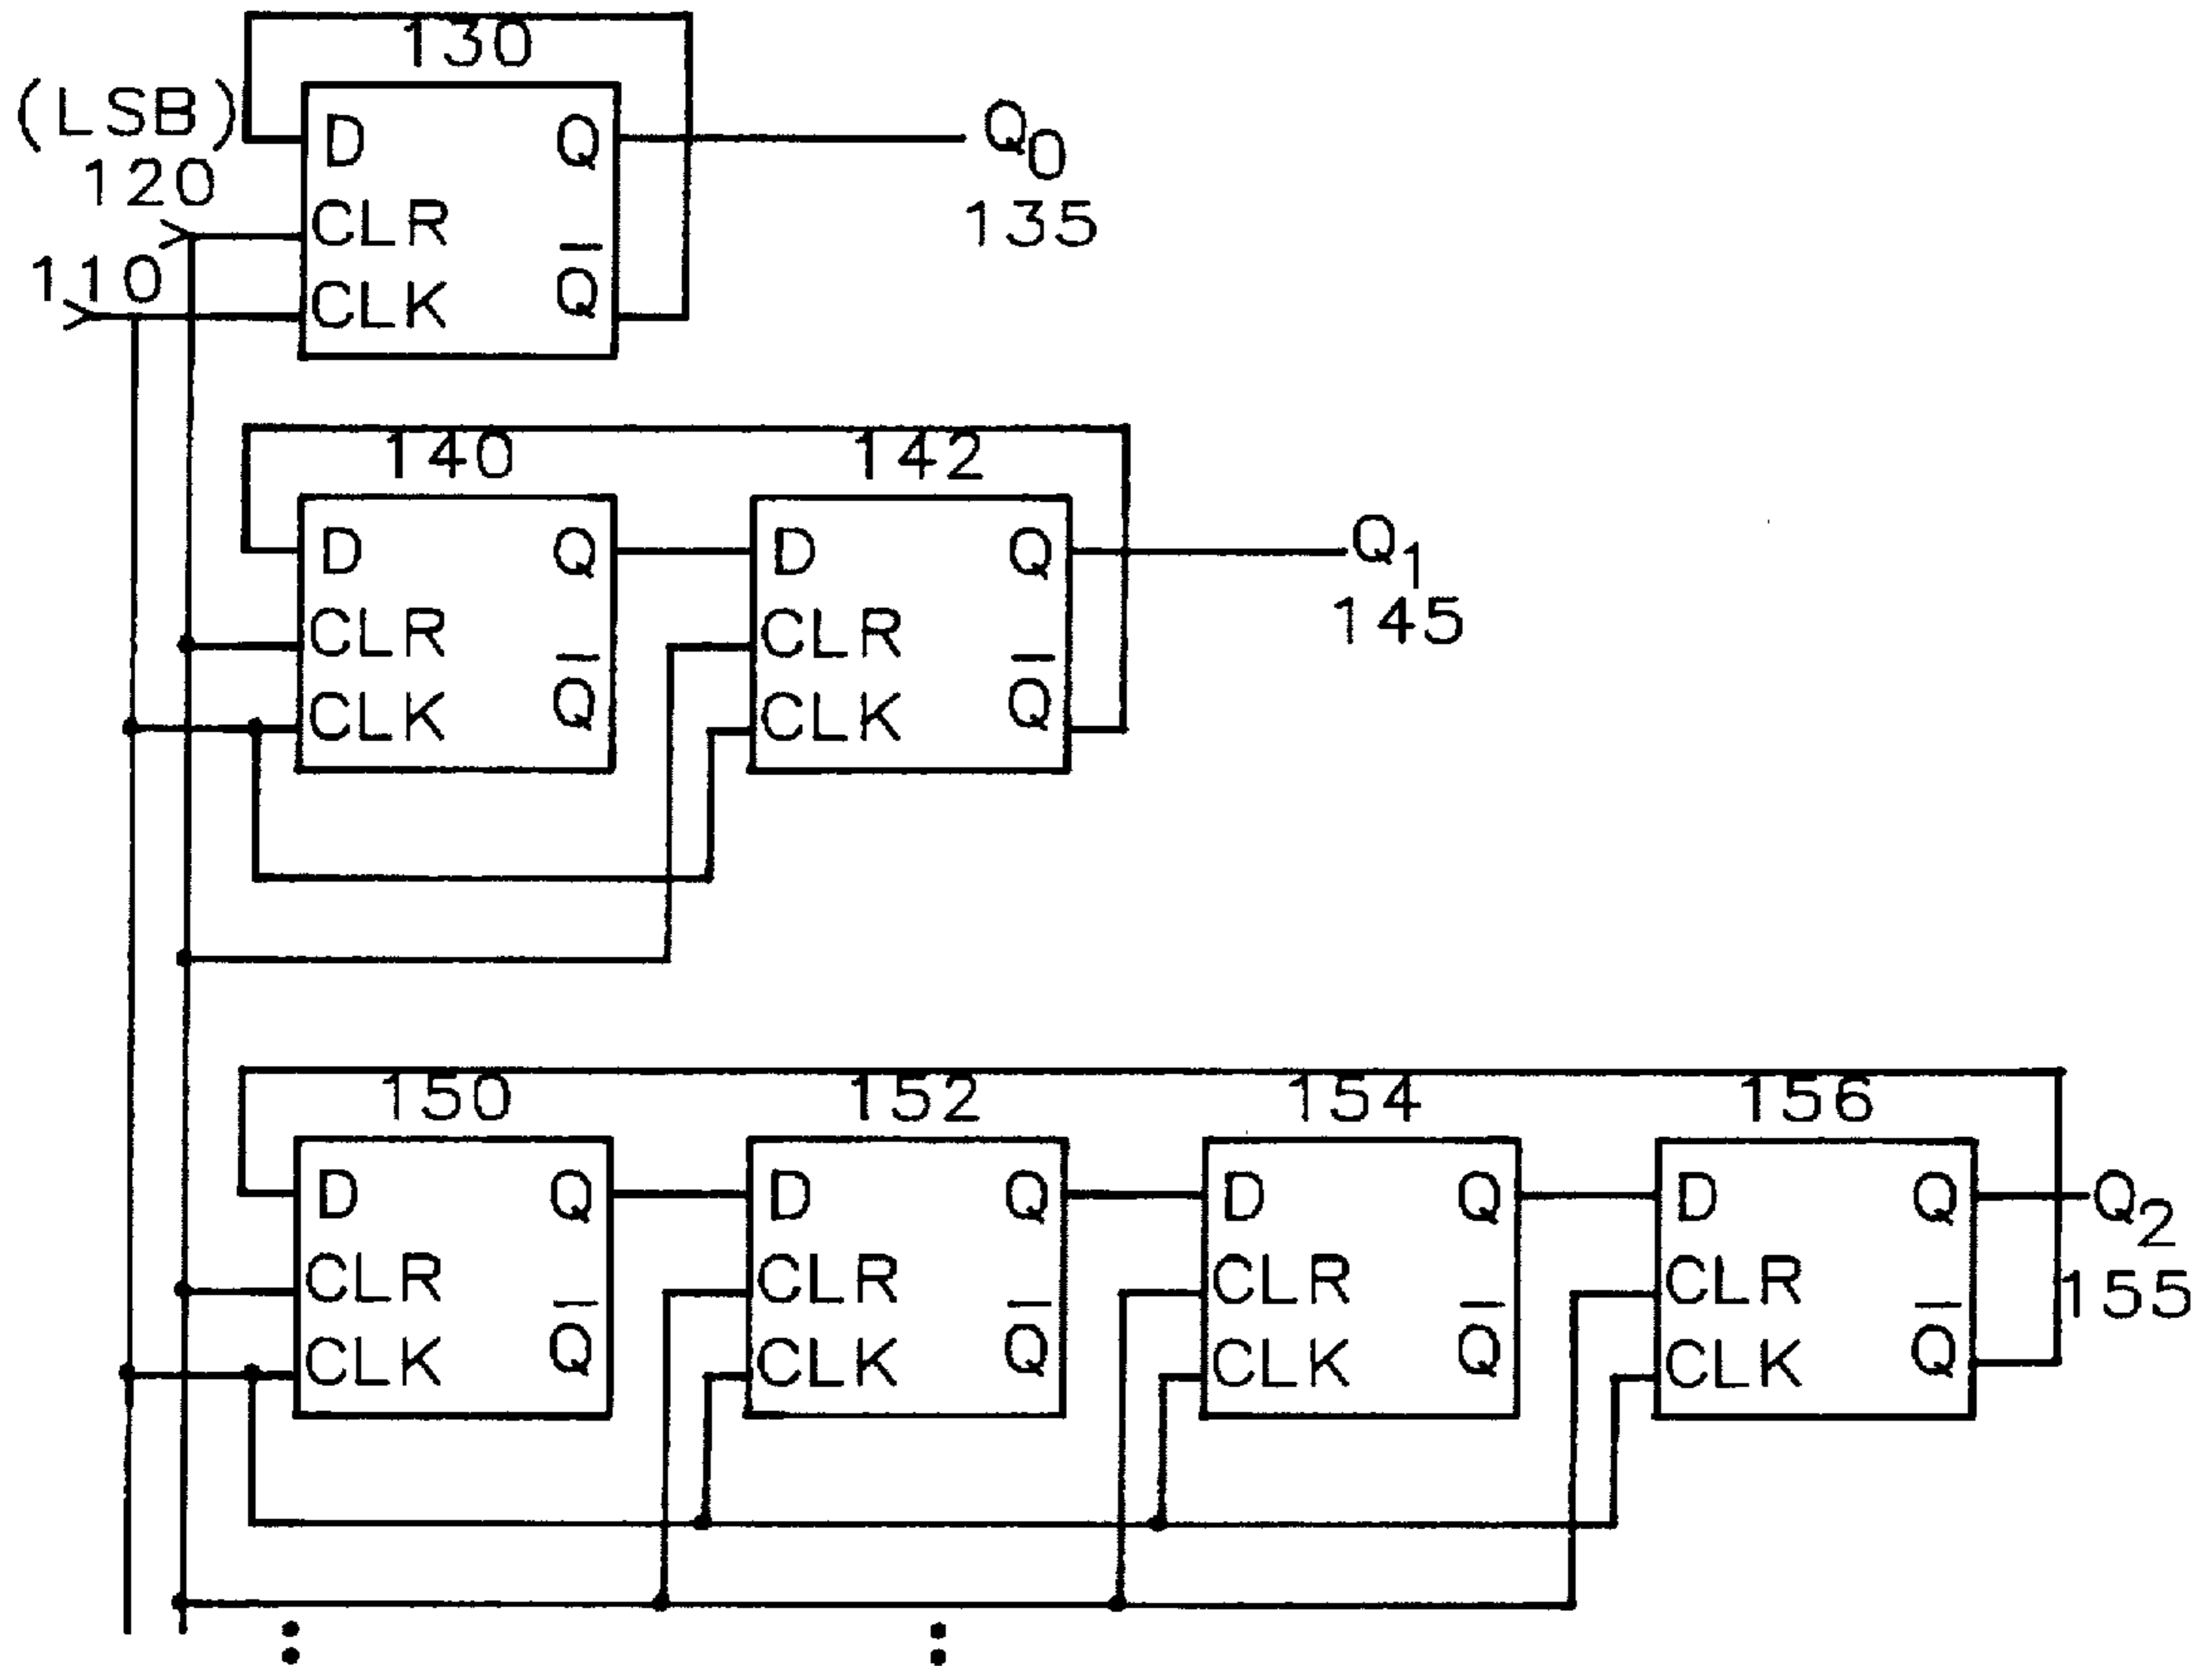 130
(LSB)
120
110
D Q
CLR
CLK Q̅
Q0
135
140 142
D Q
CLR
CLK Q̅
D Q
CLR
CLK Q̅
Q1
145
150 152 154 156
D Q
CLR
CLK Q̅
D Q
CLR
CLK Q̅
D Q
CLR
CLK Q̅
D Q
CLR
CLK Q̅
Q2
155